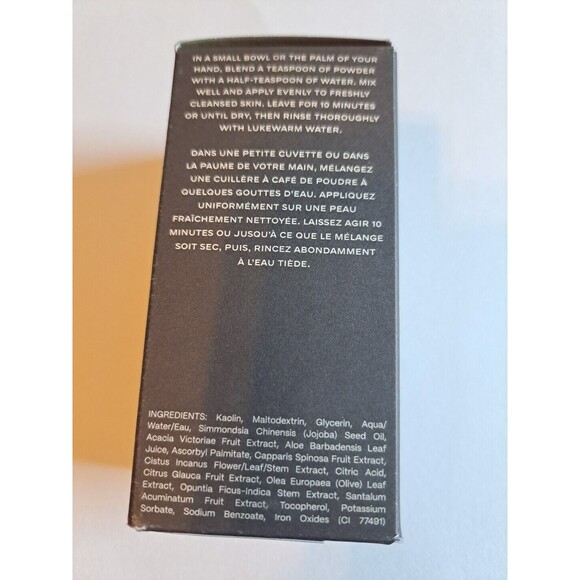 IN A SMALL BOWL OR THE PALM OF YOUR
HAND, BLEND A TEASPOON OF POWDER
WITH A HALF-TEASPOON OF WATER. MIX
WELL AND APPLY EVENLY TO FRESHLY
CLEANSED SKIN. LEAVE FOR 10 MINUTES
OR UNTIL DRY, THEN RINSE THOROUGHLY
WITH LUKEWARM WATER.
DANS UNE PETITE CUVETTE OU DANS
LA PAUME DE VOTRE MAIN, MÉLANGEZ
UNE CUILLÈRE À CAFÉ DE POUDRE À
QUELQUES GOUTTES D'EAU. APPLIQUEZ
UNIFORMÉMENT SUR UNE PEAU
FRAÎCHEMENT NETTOYÉE. LAISSEZ AGIR 10
MINUTES OU JUSQU'À CE QUE LE MÉLANGE
SOIT SEC, PUIS, RINCEZ ABONDAMMENT
À L'EAU TIÈDE.
INGREDIENTS: Kaolin, Maltodextrin, Glycerin, Aqua/
Water/Eau, Simmondsia Chinensis (Jojoba) Seed Oil,
Acacia Victoriae Fruit Extract, Aloe Barbadensis Leaf
Juice, Ascorbyl Palmitate, Capparis Spinosa Fruit Extract,
Cistus Incanus Flower/Leaf/Stem Extract, Citric Acid,
Citrus Glauca Fruit Extract, Olea Europaea (Olive) Leaf
Extract, Opuntia Ficus-Indica Stem Extract, Santalum
Acuminatum Fruit Extract, Tocopherol, Potassium
Sorbate, Sodium Benzoate, Iron Oxides (CI 77491)